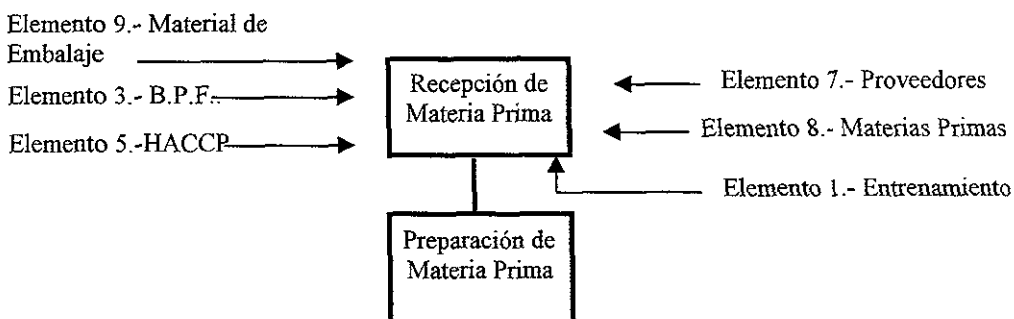 Elemento 9.- Material de
Embalaje
Elemento 3.- B.P.F.
Elemento 5.-HACCP
Recepción de
Materia Prima
Elemento 7.- Proveedores
Elemento 8.- Materias Primas
Elemento 1.- Entrenamiento
Preparación de
Materia Prima